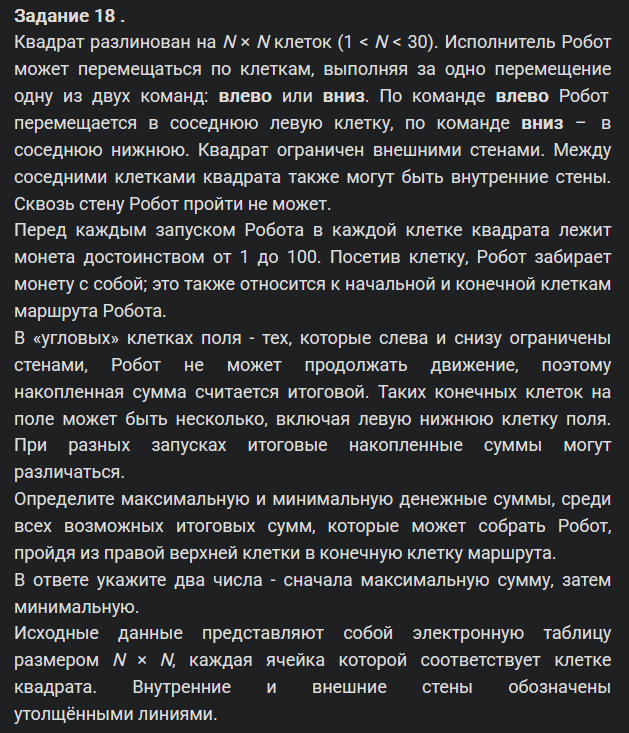 Задание 18 .
Квадрат разлинован на N × N клеток (1 < N < 30). Исполнитель Робот
может перемещаться по клеткам, выполняя за одно перемещение
одну из двух команд: влево или вниз. По команде влево Робот
перемещается в соседнюю левую клетку, по команде вниз – в
соседнюю нижнюю. Квадрат ограничен внешними стенами. Между
соседними клетками квадрата также могут быть внутренние стены.
Сквозь стену Робот пройти не может.
Перед каждым запуском Робота в каждой клетке квадрата лежит
монета достоинством от 1 до 100. Посетив клетку, Робот забирает
монету с собой; это также относится к начальной и конечной клеткам
маршрута Робота.
В «угловых» клетках поля - тех, которые слева и снизу ограничены
стенами, Робот не может продолжать движение, поэтому
накопленная сумма считается итоговой. Таких конечных клеток на
поле может быть несколько, включая левую нижнюю клетку поля.
При разных запусках итоговые накопленные суммы могут
различаться.
Определите максимальную и минимальную денежные суммы, среди
всех возможных итоговых сумм, которые может собрать Робот,
пройдя из правой верхней клетки в конечную клетку маршрута.
В ответе укажите два числа - сначала максимальную сумму, затем
минимальную.
Исходные данные представляют собой электронную таблицу
размером N × N, каждая ячейка которой соответствует клетке
квадрата. Внутренние и внешние стены обозначены
утолщёнными линиями.